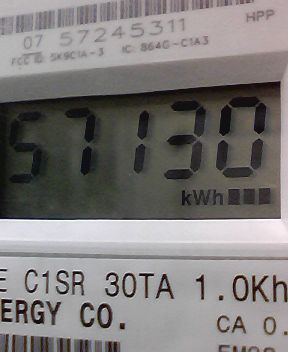 HPP
07 57245311
FCC ID: SK9C1A-3 IC: 864G-C1A3
57130
kWh
E C1SR 30TA 1.0Kh
ERGY CO.
CA 0.